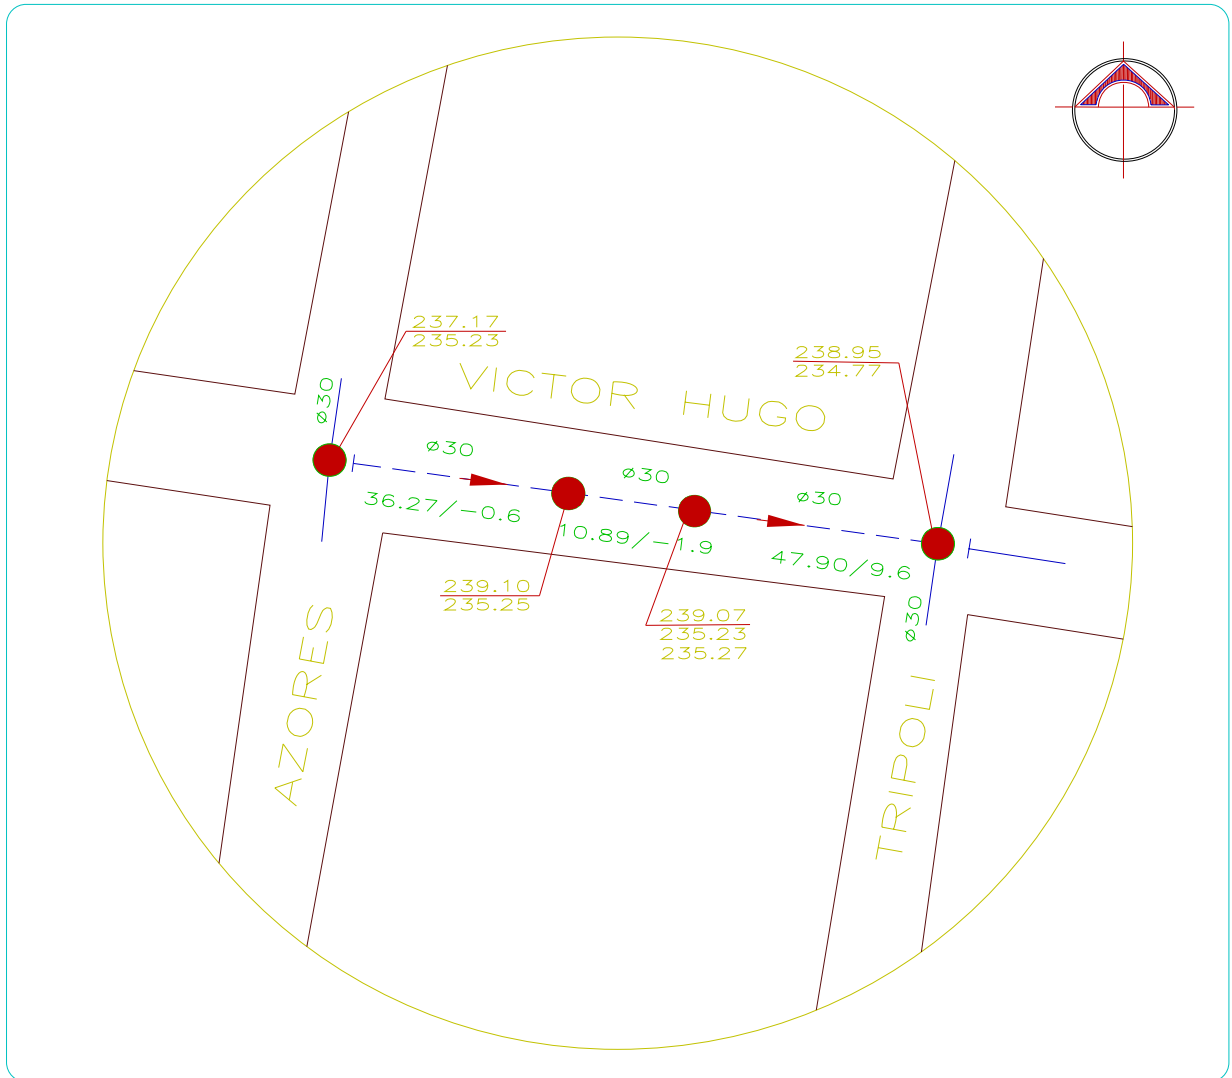 237.17
235.23
238.95
234.77
VICTOR HUGO
ø30
ø30
ø30
ø30
36.27/-0.6
10.89/-1.9
47.90/9.6
239.10
235.25
239.07
235.23
235.27
ø30
AZORES
TRIPOLI